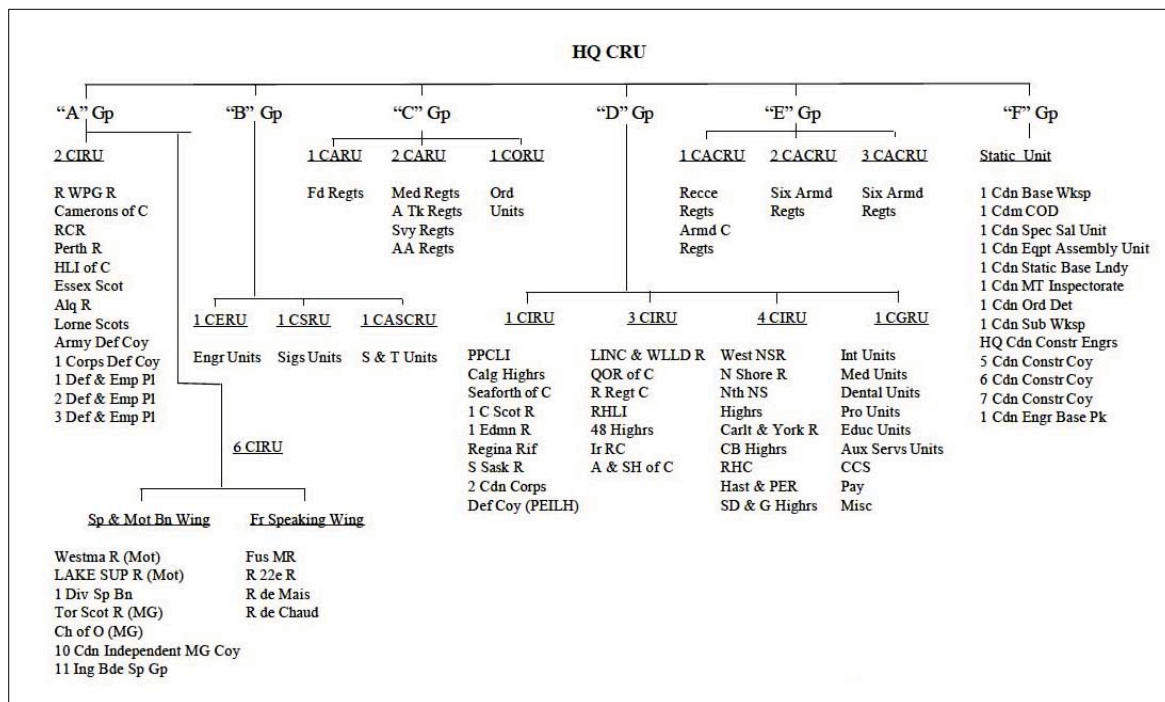 HQ CRU
“A” Gp
“B” Gp
“C” Gp
“D” Gp
“E” Gp
“F” Gp
2 CIRU
R WPG R
Camerons of C
RCR
Perth R
HLI of C
Essex Scot
Alq R
Lorne Scots
Army Def Coy
1 Corps Def Coy
1 Def & Emp Pl
2 Def & Emp Pl
3 Def & Emp Pl
6 CIRU
Sp & Mot Bn Wing
Westma R (Mot)
LAKE SUP R (Mot)
1 Div Sp Bn
Tor Scot R (MG)
Ch of O (MG)
10 Cdn Independent MG Coy
11 Ing Bde Sp Gp
Fr Speaking Wing
Fus MR
R 22e R
R de Mais
R de Chaud
1 CERU
Engr Units
1 CSRU
Sigs Units
1 CASCRU
S & T Units
1 CARU
Fd Regts
2 CARU
Med Regts
A Tk Regts
Svy Regts
AA Regts
1 CORU
Ord
Units
1 CIRU
PPCLI
Calg Highrs
Seaforth of C
1 C Scot R
1 Edmn R
Regina Rif
S Sask R
2 Cdn Corps
Def Coy (PEILH)
3 CIRU
LINC & WLLD R
QOR of C
R Regt C
RHLI
48 Highrs
Ir RC
A & SH of C
4 CIRU
West NSR
N Shore R
Nth NS
Highrs
Carlt & York R
CB Highrs
RHC
Hast & PER
SD & G Highrs
1 CGRU
Int Units
Med Units
Dental Units
Pro Units
Educ Units
Aux Servs Units
CCS
Pay
Misc
1 CACRU
Recce
Regts
Armd C
Regts
2 CACRU
Six Armd
Regts
3 CACRU
Six Armd
Regts
Static Unit
1 Cdn Base Wksp
1 Cdm COD
1 Cdn Spec Sal Unit
1 Cdn Eqpt Assembly Unit
1 Cdn Static Base Lndy
1 Cdn MT Inspectorate
1 Cdn Ord Det
1 Cdn Sub Wksp
HQ Cdn Constr Engrs
5 Cdn Constr Coy
6 Cdn Constr Coy
7 Cdn Constr Coy
1 Cdn Engr Base Pk